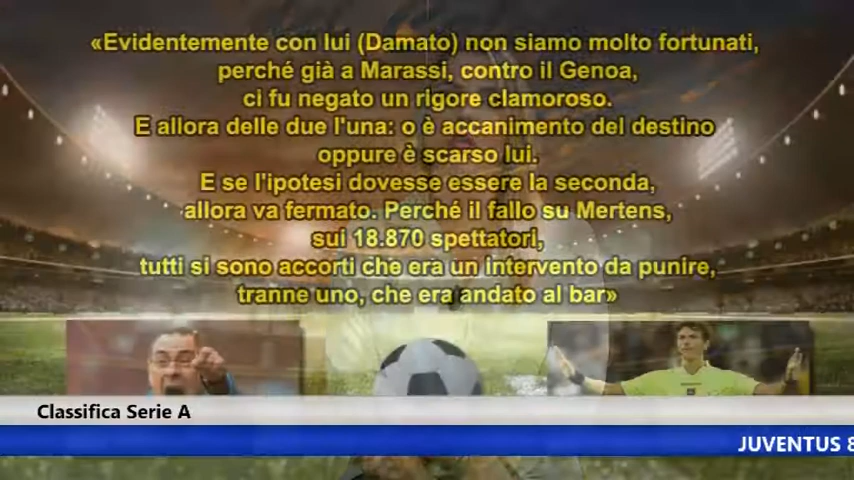 «Evidentemente con lui (Damato) non siamo molto fortunati,
perché già a Marassi, contro il Genoa,
ci fu negato un rigore clamoroso.
E allora delle due l'una: o è accanimento del destino
oppure è scarso lui.
E se l'ipotesi dovesse essere la seconda,
allora va fermato. Perché il fallo su Mertens,
sui 18.870 spettatori,
tutti si sono accorti che era un intervento da punire,
tranne uno, che era andato al bar»
Classifica Serie A
JUVENTUS